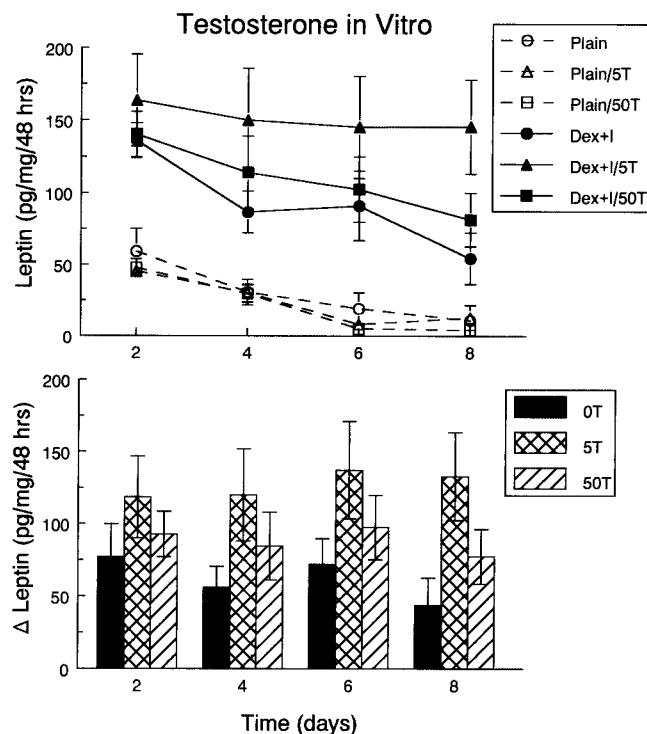 Testosterone in Vitro
Leptin (pg/mg/48 hrs)
200
150
100
50
0
2 4 6 8
Plain
Plain/5T
Plain/50T
Dex+I
Dex+I/5T
Dex+I/50T
Δ Leptin (pg/mg/48 hrs)
200
150
100
50
0
2 4 6 8
0T
5T
50T
Time (days)